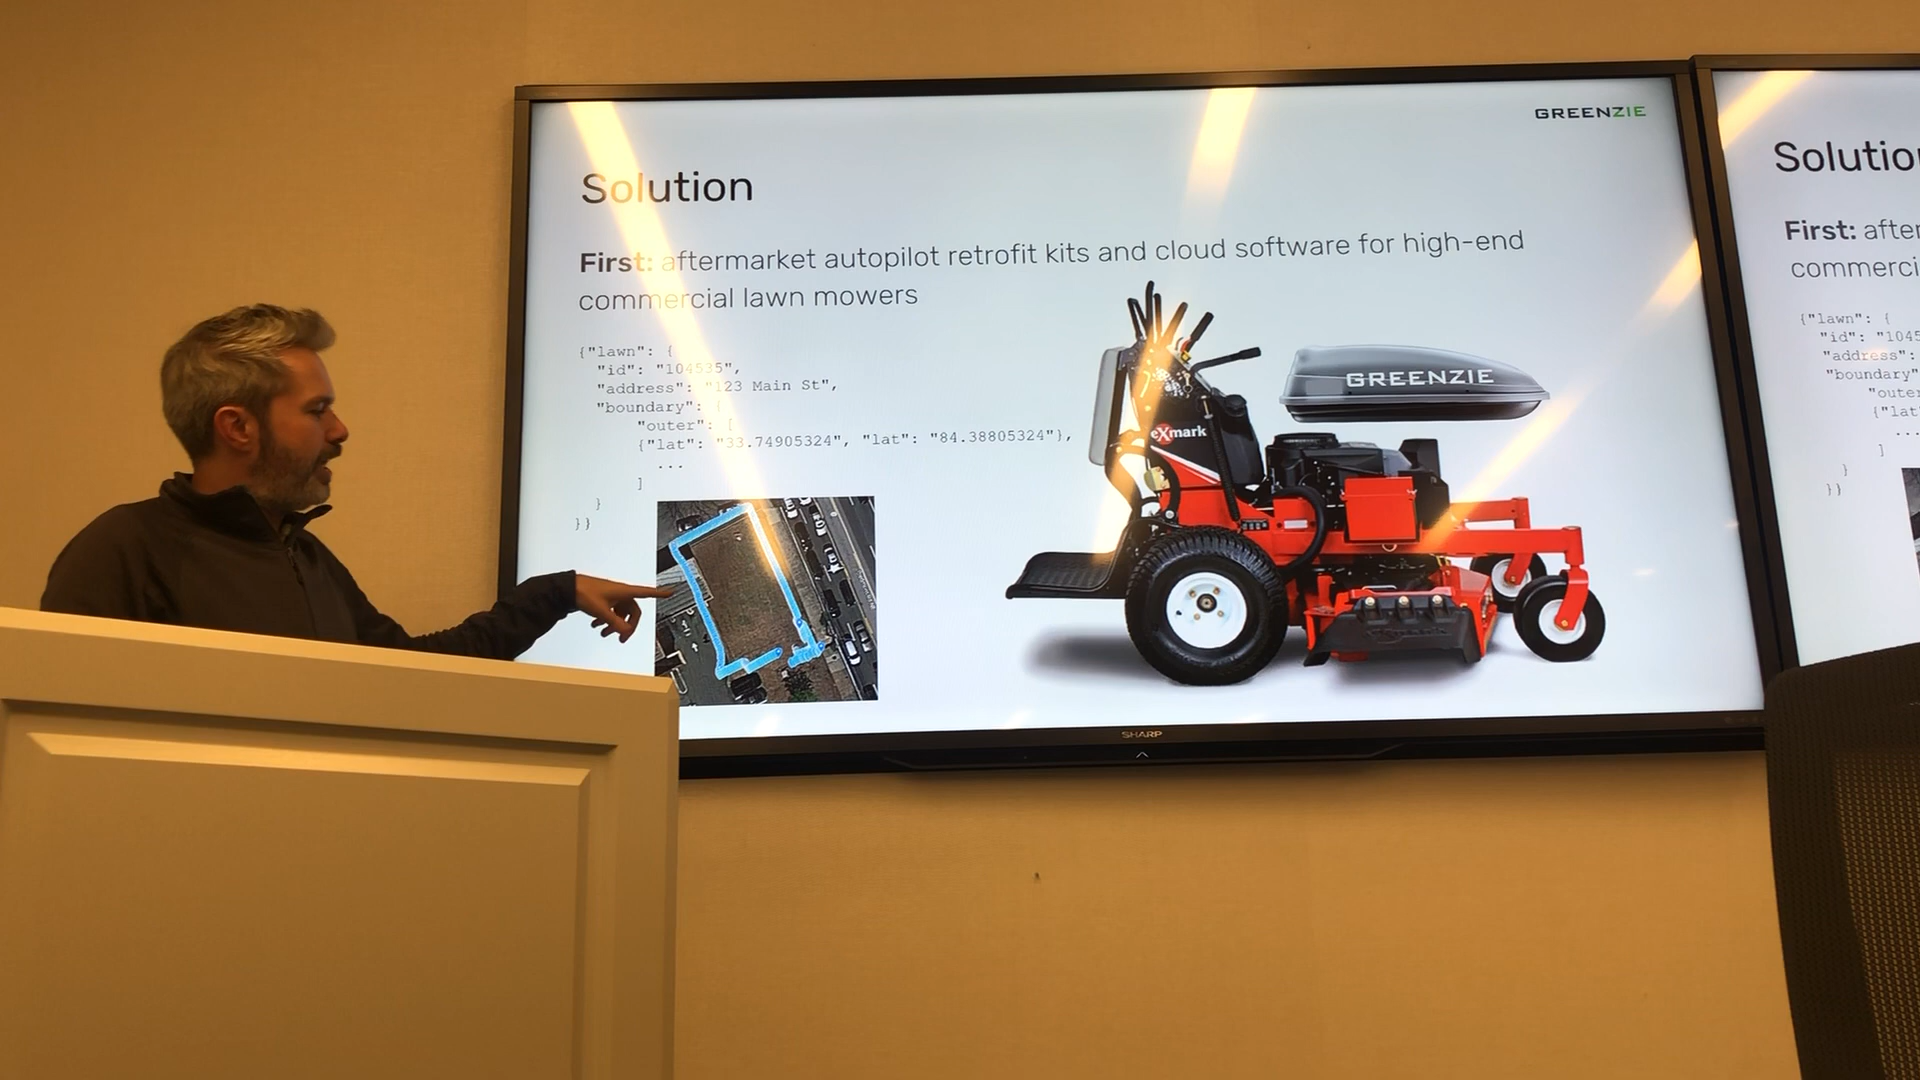 GREENZIE
Solution
First: aftermarket autopilot retrofit kits and cloud software for high-end
commercial lawn mowers
{"lawn": {
"id": "104535",
"address": "123 Main St",
"boundary": {
"outer": [
{"lat": "33.74905324", "lat": "84.38805324"},
...
]
}
}}
GREENZIE
eXmark
SHARP
Solutio
First: after
commerci
{"lawn": {
"id": "1045
"address":
"boundary"
"oute
{"lat
...
]
}
}}